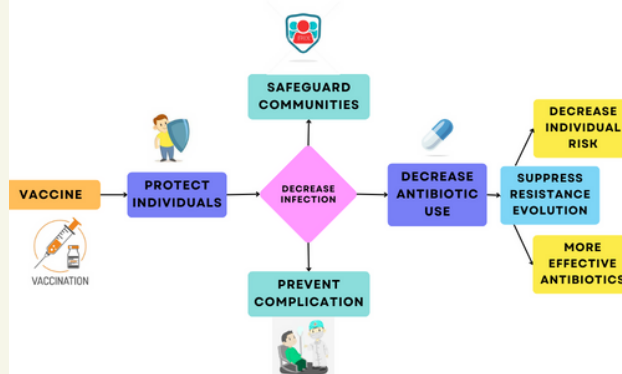 SAFEGUARD
COMMUNITIES
VACCINE
VACCINATION
PROTECT
INDIVIDUALS
DECREASE
INFECTION
PREVENT
COMPLICATION
DECREASE
ANTIBIOTIC
USE
SUPPRESS
RESISTANCE
EVOLUTION
DECREASE
INDIVIDUAL
RISK
MORE
EFFECTIVE
ANTIBIOTICS